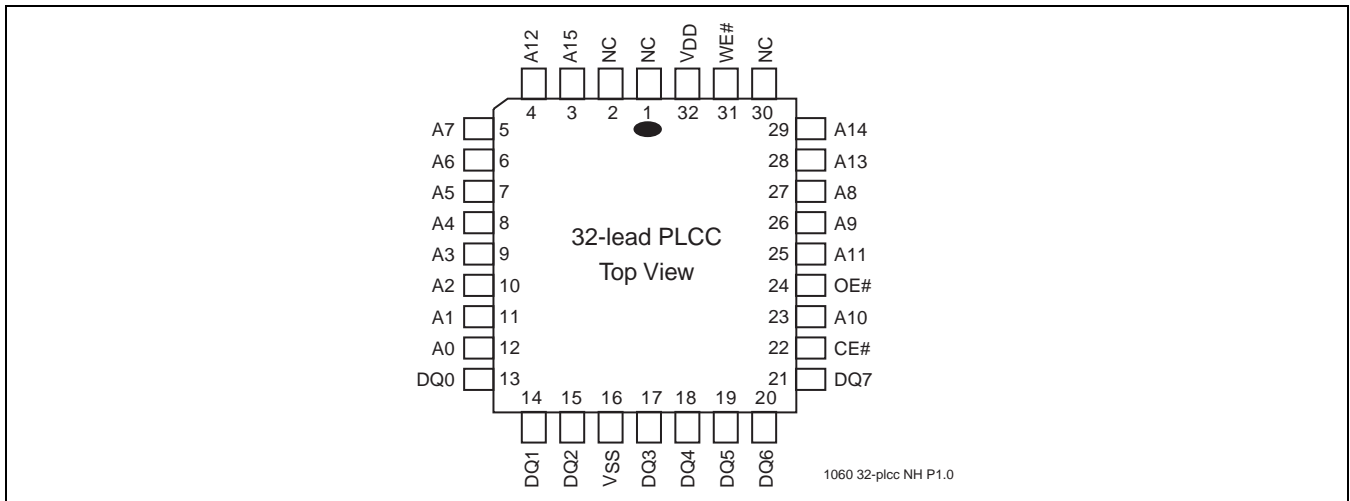 A12 A15 NC NC VDD WE# NC
4 3 2 1 32 31 30
A7 5 29 A14
A6 6 28 A13
A5 7 27 A8
A4 8 26 A9
A3 9 25 A11
A2 10 24 OE#
A1 11 23 A10
A0 12 22 CE#
DQ0 13 21 DQ7
32-lead PLCC
Top View
14 15 16 17 18 19 20
DQ1 DQ2 VSS DQ3 DQ4 DQ5 DQ6
1060 32-plcc NH P1.0